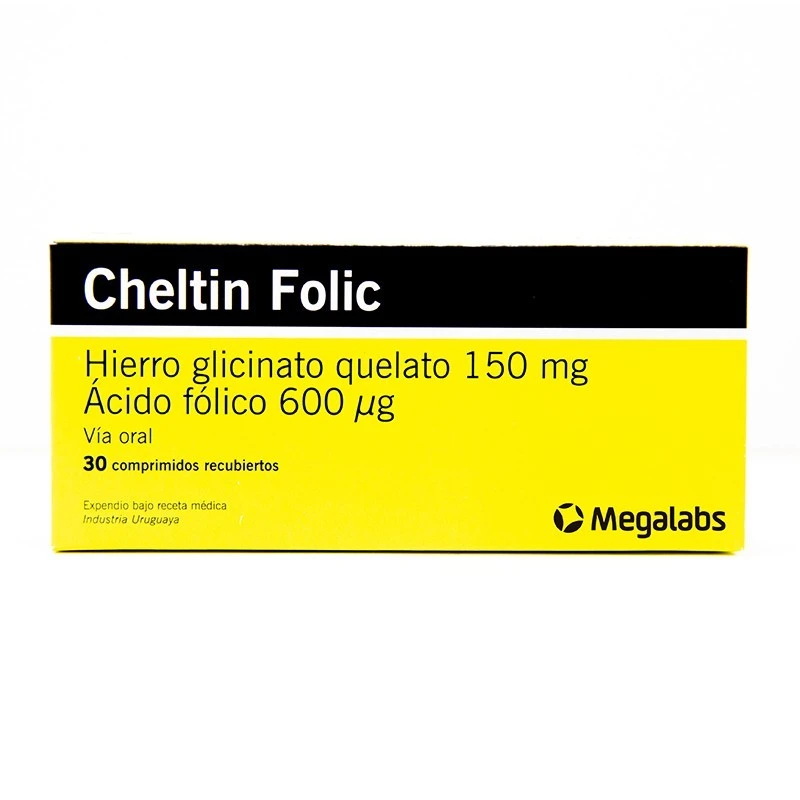 Cheltin Folic
Hierro glicinato quelato 150 mg
Ácido fólico 600 µg
Vía oral
30 comprimidos recubiertos
Expendio bajo receta médica
Industria Uruguaya
Megalabs